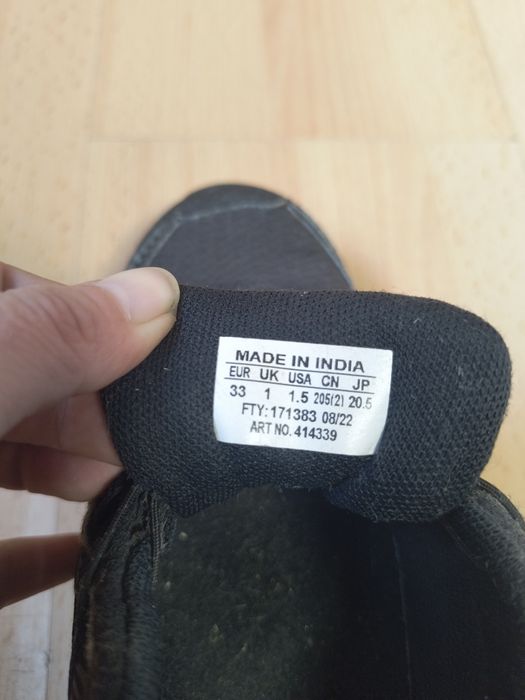 MADE IN INDIA
EUR UK USA CN JP
33 1 1.5 205(2) 20.5
FTY: 171383 08/22
ART NO. 414339